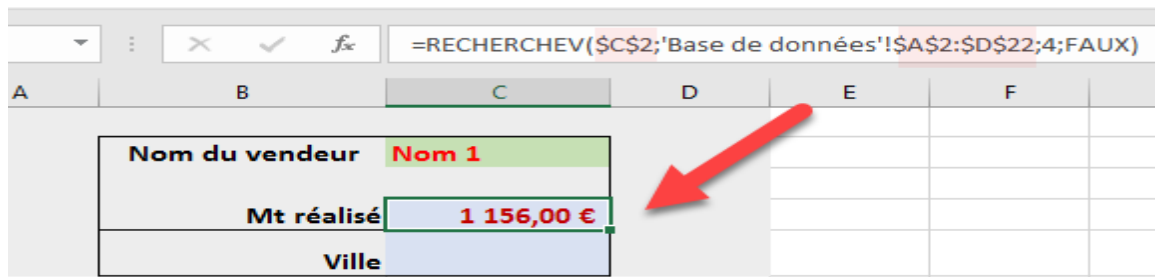 fx =RECHERCHEV($C$2;'Base de données'!$A$2:$D$22;4;FAUX)
A B C D E F
Nom du vendeur Nom 1
Mt réalisé 1 156,00 €
Ville